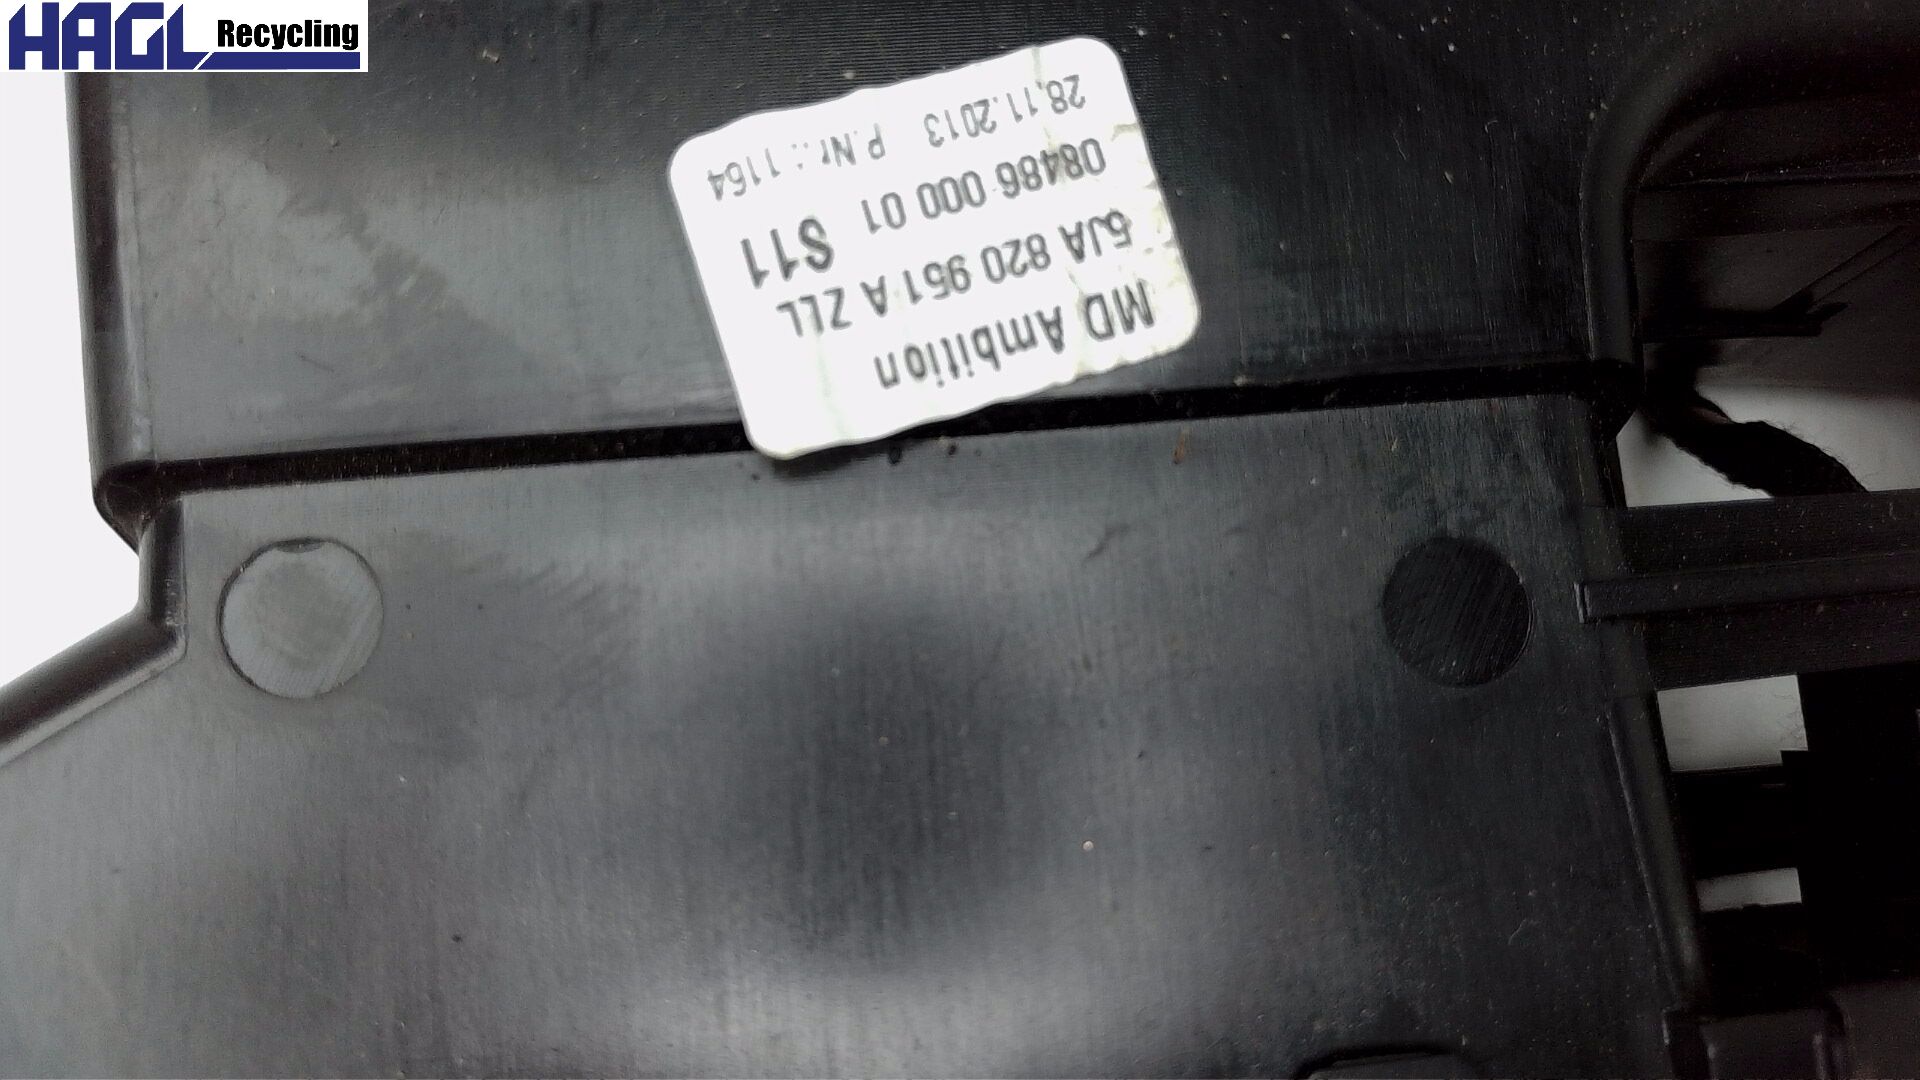 HAGL Recycling
MD Ambition
5JA 820 951 A ZLL
08486 000 01 S11
28.11.2013 P.Nr.: 1164